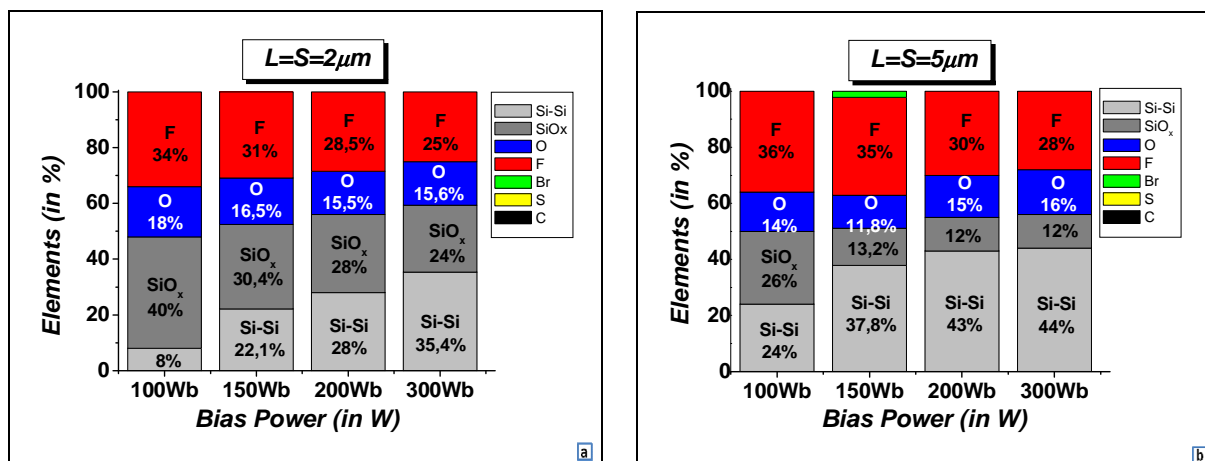 L=S=2μm
Elements (in %)
100
80
60
40
20
0
F
34%
O
18%
SiOx
40%
8%
F
31%
O
16,5%
SiOx
30,4%
Si-Si
22,1%
F
28,5%
O
15,5%
SiOx
28%
Si-Si
28%
F
25%
O
15,6%
SiOx
24%
Si-Si
35,4%
Si-Si
SiOx
O
F
Br
S
C
100Wb 150Wb 200Wb 300Wb
Bias Power (in W)
a
L=S=5μm
Elements (in %)
100
80
60
40
20
0
F
36%
O
14%
SiOx
26%
Si-Si
24%
F
35%
O
11,8%
13,2%
Si-Si
37,8%
F
30%
O
15%
12%
Si-Si
43%
F
28%
O
16%
12%
Si-Si
44%
Si-Si
SiOx
O
F
Br
S
C
100Wb 150Wb 200Wb 300Wb
Bias Power (in W)
b